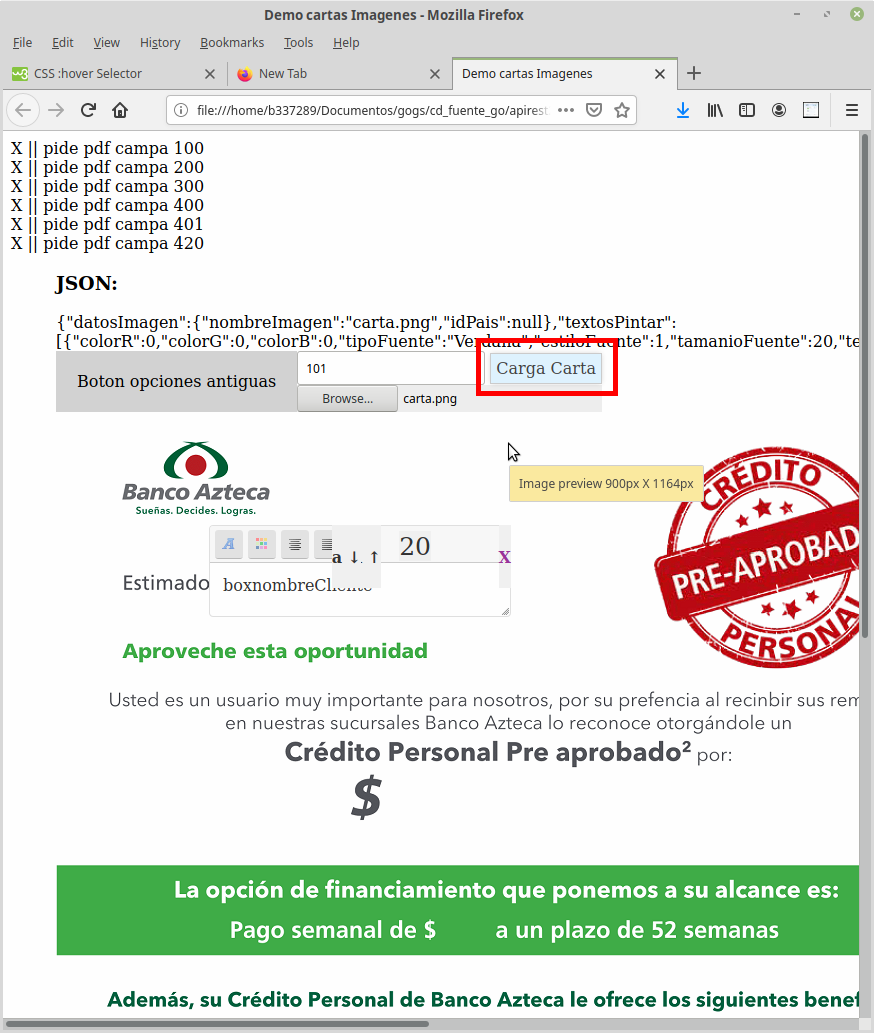 Demo cartas Imagenes - Mozilla Firefox
File Edit View History Bookmarks Tools Help
CSS :hover Selector
New Tab
Demo cartas Imagenes
file:///home/b337289/Documentos/gogs/cd_fuente_go/apirest
X || pide pdf campa 100
X || pide pdf campa 200
X || pide pdf campa 300
X || pide pdf campa 400
X || pide pdf campa 401
X || pide pdf campa 420
JSON:
{"datosImagen":{"nombreImagen":"carta.png","idPais":null},"textosPintar":
[{"colorR":0,"colorG":0,"colorB":0,"tipoFuente":"Verdana","estiloFuente":1,"tamanioFuente":20,"te
Boton opciones antiguas
101
Carga Carta
Browse...
carta.png
Banco Azteca
Sueñas. Decides. Logras.
Image preview 900px X 1164px
CRÉDITO
PRE-APROBAD
PERSONAL
a ↓. ↑
20
X
Estimado
boxnombreCliente
Aproveche esta oportunidad
Usted es un usuario muy importante para nosotros, por su prefencia al recinbir sus rem
en nuestras sucursales Banco Azteca lo reconoce otorgándole un
Crédito Personal Pre aprobado² por:
$
La opción de financiamiento que ponemos a su alcance es:
Pago semanal de $ a un plazo de 52 semanas
Además, su Crédito Personal de Banco Azteca le ofrece los siguientes benef